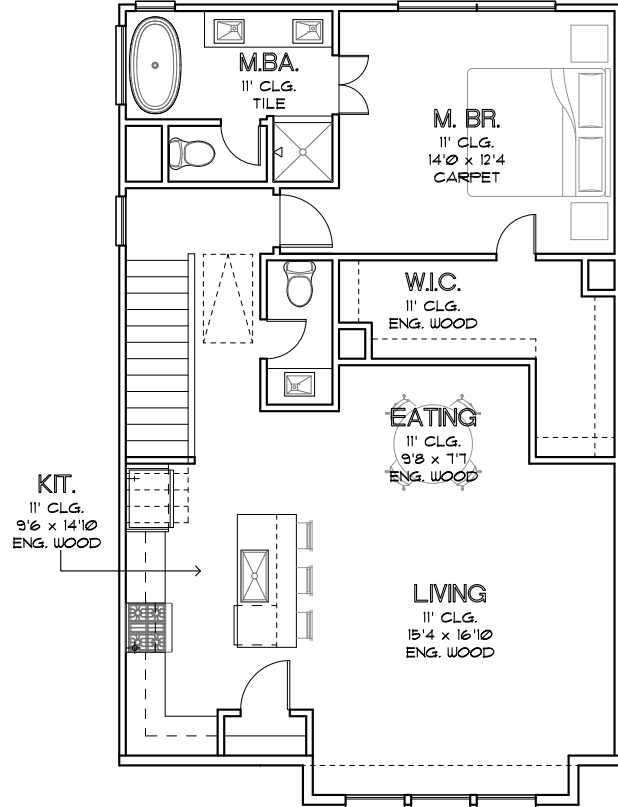 M.BA.
11' CLG.
TILE
M. BR.
11' CLG.
14'0 x 12'4
CARPET
W.I.C.
11' CLG.
ENG. WOOD
EATING
11' CLG.
9'8 x 7'7
ENG. WOOD
KIT.
11' CLG.
9'6 x 14'10
ENG. WOOD
LIVING
11' CLG.
15'4 x 16'10
ENG. WOOD